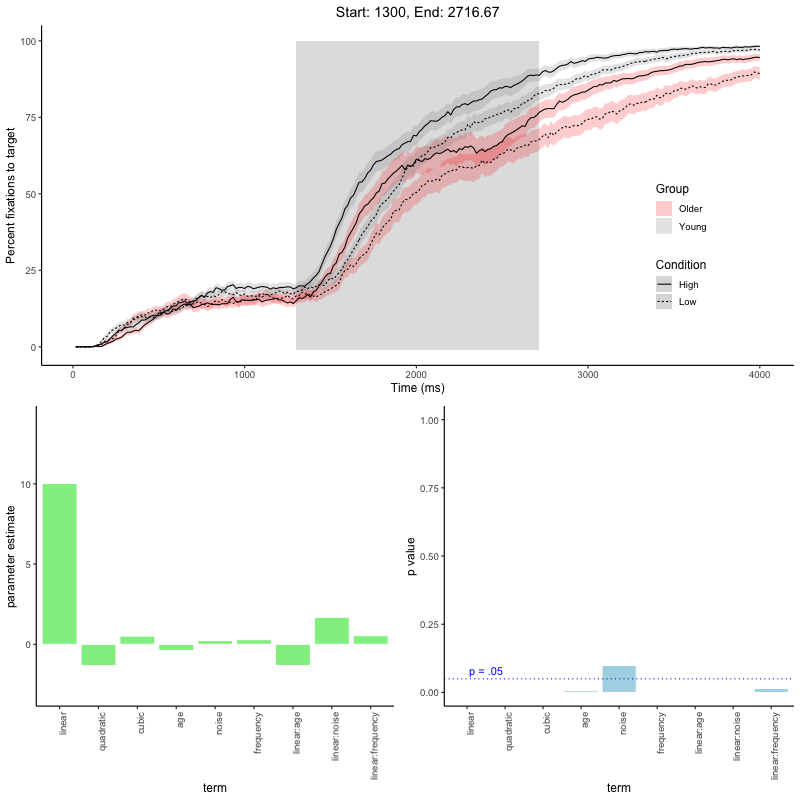 Start: 1300, End: 2716.67
Percent fixations to target
100
75
50
25
0
0
1000
2000
3000
4000
Time (ms)
Group
Older
Young
Condition
High
Low
parameter estimate
10
5
0
linear
quadratic
cubic
age
noise
frequency
linear:age
linear:noise
linear:frequency
term
p value
1.00
0.75
0.50
0.25
0.00
p = .05
linear
quadratic
cubic
age
noise
frequency
linear:age
linear:noise
linear:frequency
term